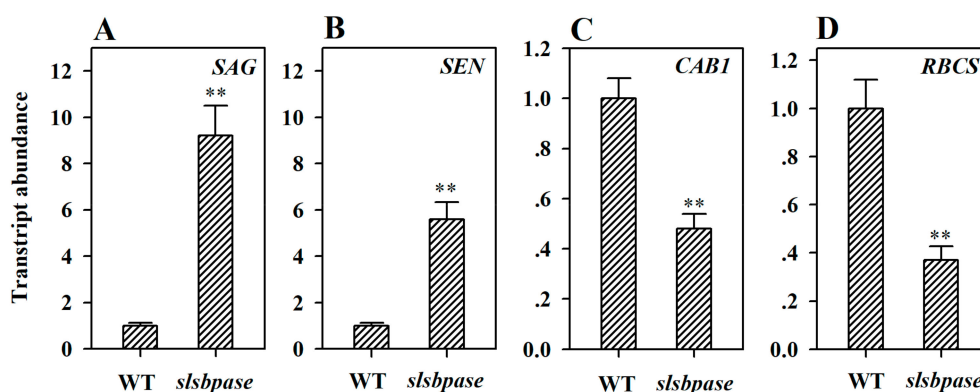 A
B
C
D
Transtript abundance
SAG
**
12
10
8
6
4
2
0
WT
slsbpase
SEN
**
12
10
8
6
4
2
0
WT
slsbpase
CAB1
**
1.2
1.0
.8
.6
.4
.2
0.0
WT
slsbpase
RBCS
**
1.2
1.0
.8
.6
.4
.2
0.0
WT
slsbpase